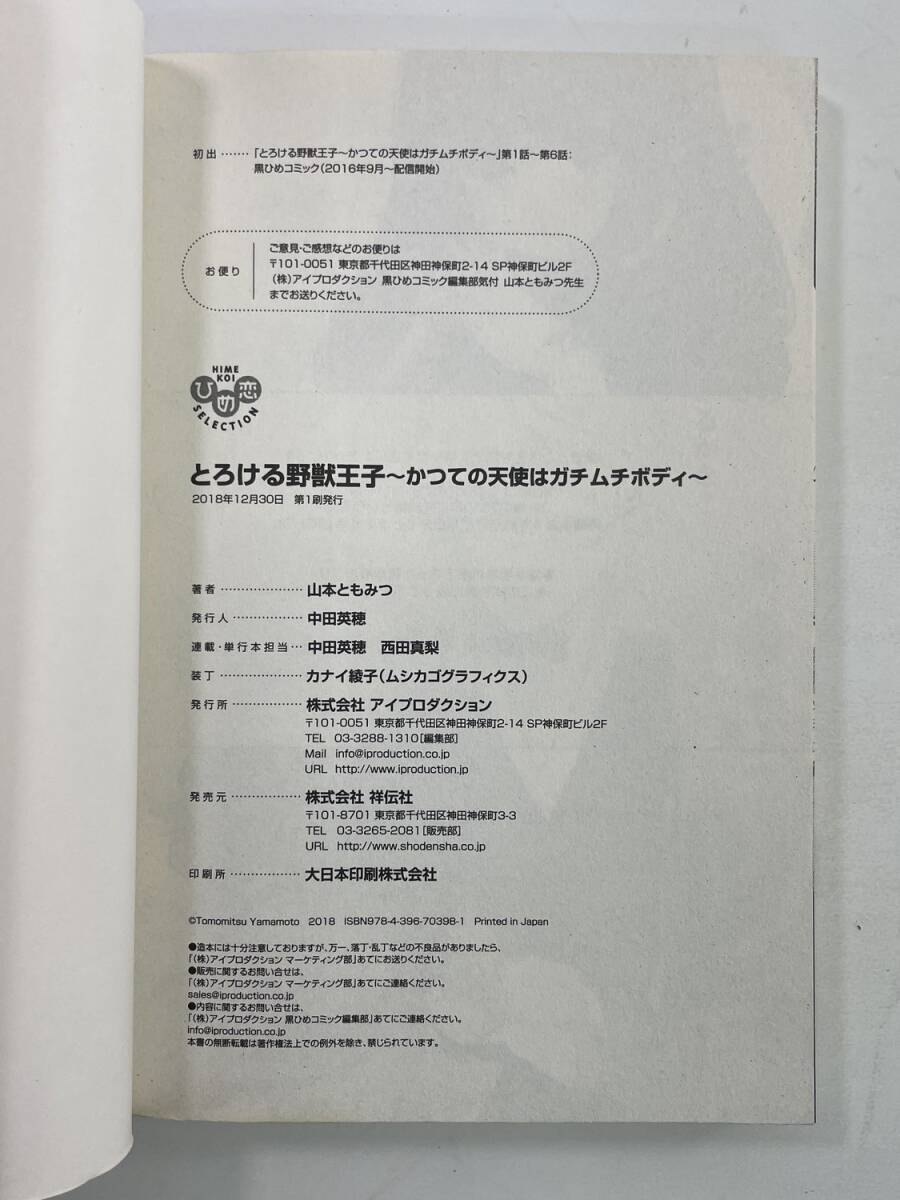 初出‥‥‥「とろける野獣王子～かつての天使はガチムチボディ～」第1話～第6話：
黒ひめコミック（2016年9月～配信開始）
お便り
ご意見・ご感想などのお便りは
〒101-0051 東京都千代田区神田神保町2-14 SP神保町ビル2F
（株）アイプロダクション 黒ひめコミック編集部気付 山本ともみつ先生
までお送りください。
HIME
KOI
ひめ恋
SELECTION
とろける野獣王子～かつての天使はガチムチボディ～
2018年12月30日　第1刷発行
著者‥‥‥‥‥‥‥山本ともみつ
発行人‥‥‥‥‥‥中田英穂
連載・単行本担当‥中田英穂　西田真梨
装丁‥‥‥‥‥‥‥カナイ綾子（ムシカゴグラフィクス）
発行所‥‥‥‥‥‥株式会社 アイプロダクション
〒101-0051 東京都千代田区神田神保町2-14 SP神保町ビル2F
TEL　03-3288-1310［編集部］
Mail　info@iproduction.co.jp
URL　http://www.iproduction.jp
発売元‥‥‥‥‥‥株式会社 祥伝社
〒101-8701 東京都千代田区神田神保町3-3
TEL　03-3265-2081［販売部］
URL　http://www.shodensha.co.jp
印刷所‥‥‥‥‥‥大日本印刷株式会社
©Tomomitsu Yamamoto　2018　ISBN978-4-396-70398-1　Printed in Japan
●造本には十分注意しておりますが、万一、落丁・乱丁などの不良品がありましたら、
「（株）アイプロダクション マーケティング部」あてにお送りください。
●販売に関するお問い合せは、
「（株）アイプロダクション マーケティング部」あてにご連絡ください。
sales@iproduction.co.jp
●内容に関するお問い合せは、
「（株）アイプロダクション 黒ひめコミック編集部」あてにご連絡ください。
info@iproduction.co.jp
本書の無断転載は著作権法上での例外を除き、禁じられています。